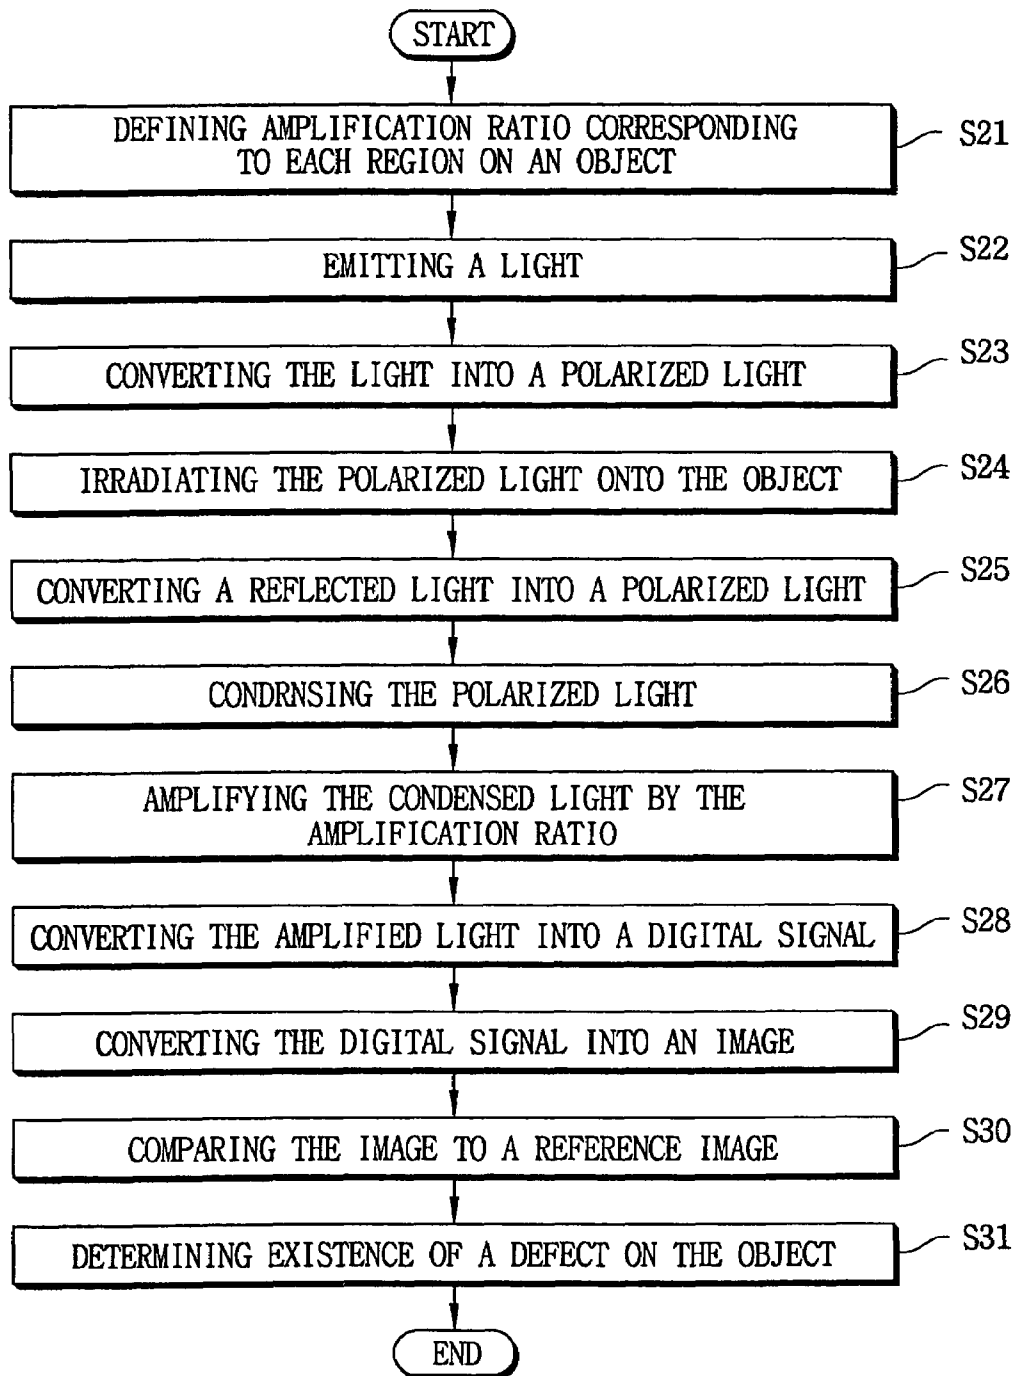 START
DEFINING AMPLIFICATION RATIO CORRESPONDING
TO EACH REGION ON AN OBJECT
S21
EMITTING A LIGHT
S22
CONVERTING THE LIGHT INTO A POLARIZED LIGHT
S23
IRRADIATING THE POLARIZED LIGHT ONTO THE OBJECT
S24
CONVERTING A REFLECTED LIGHT INTO A POLARIZED LIGHT
S25
CONDRNSING THE POLARIZED LIGHT
S26
AMPLIFYING THE CONDENSED LIGHT BY THE
AMPLIFICATION RATIO
S27
CONVERTING THE AMPLIFIED LIGHT INTO A DIGITAL SIGNAL
S28
CONVERTING THE DIGITAL SIGNAL INTO AN IMAGE
S29
COMPARING THE IMAGE TO A REFERENCE IMAGE
S30
DETERMINING EXISTENCE OF A DEFECT ON THE OBJECT
S31
END